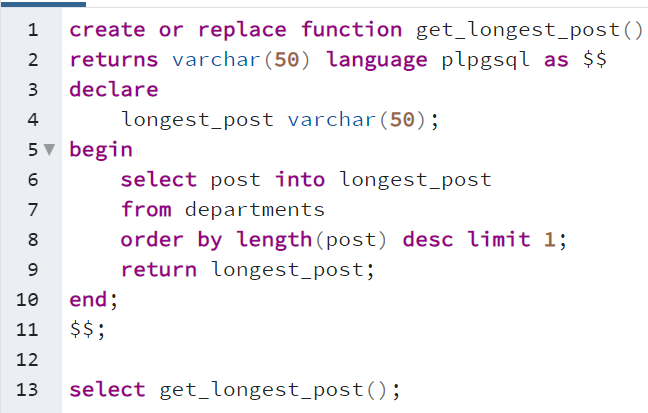 1 create or replace function get_longest_post()
2 returns varchar(50) language plpgsql as $$
3 declare
4     longest_post varchar(50);
5 begin
6     select post into longest_post
7     from departments
8     order by length(post) desc limit 1;
9     return longest_post;
10 end;
11 $$;
12
13 select get_longest_post();